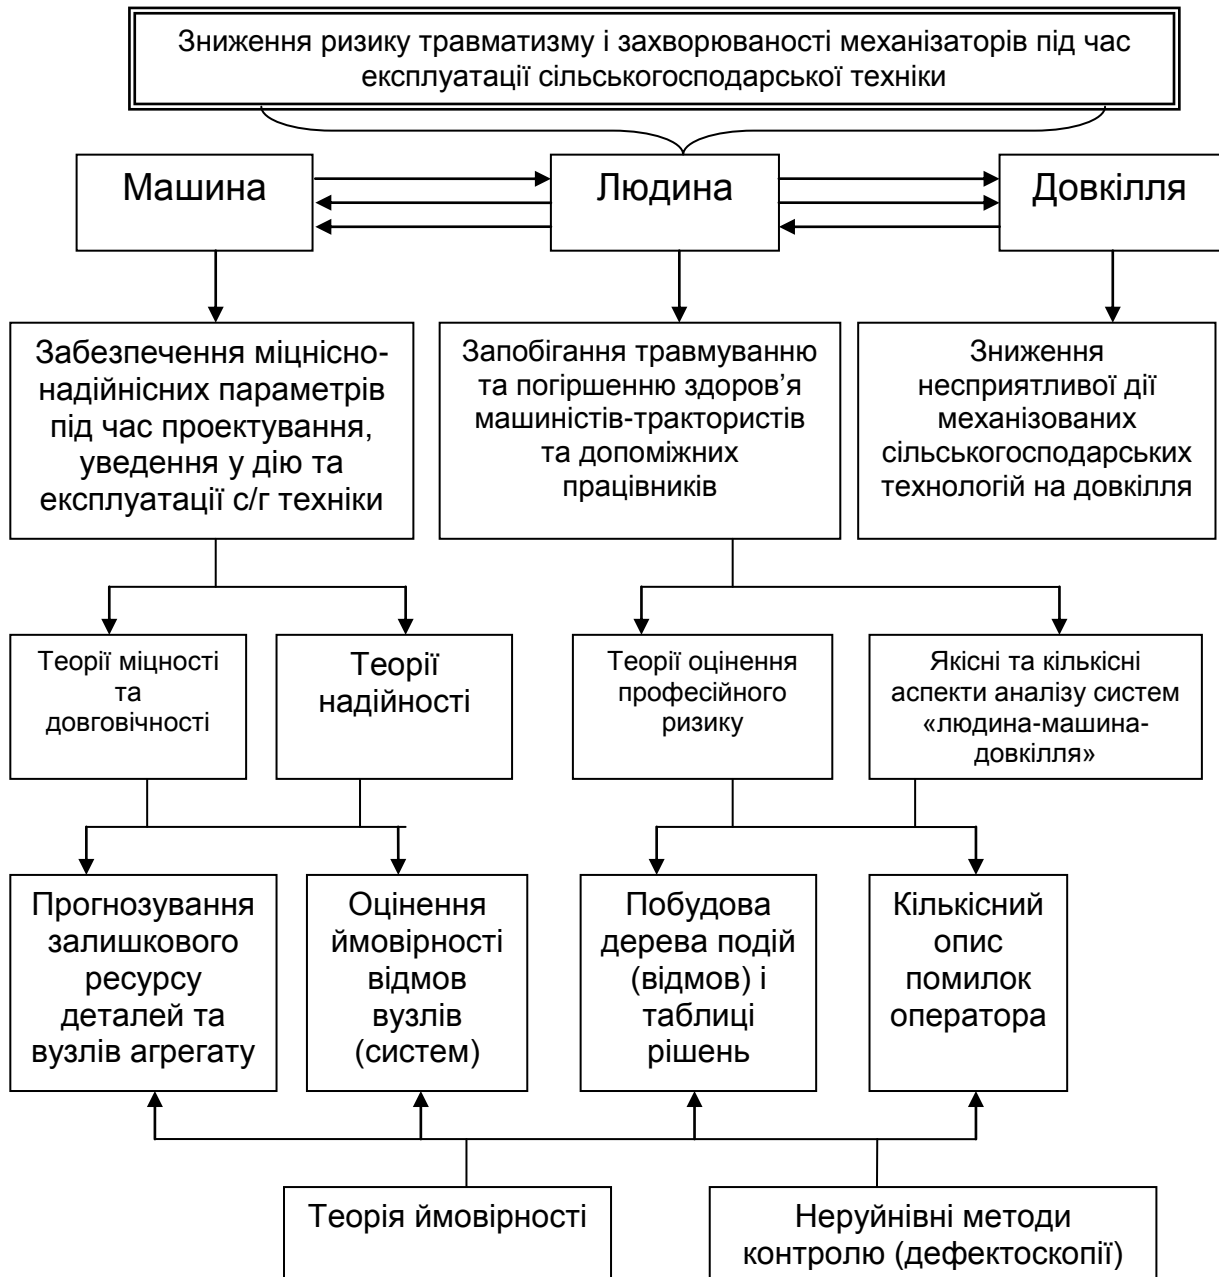 Зниження ризику травматизму і захворюваності механізаторів під час
експлуатації сільськогосподарської техніки
Машина
Людина
Довкілля
Забезпечення міцнісно-
надійнісних параметрів
під час проектування,
уведення у дію та
експлуатації с/г техніки
Запобігання травмуванню
та погіршенню здоров’я
машиністів-трактористів
та допоміжних
працівників
Зниження
несприятливої дії
механізованих
сільськогосподарських
технологій на довкілля
Теорії міцності
та
довговічності
Теорії
надійності
Теорії оцінення
професійного
ризику
Якісні та кількісні
аспекти аналізу систем
«людина-машина-
довкілля»
Прогнозування
залишкового
ресурсу
деталей та
вузлів агрегату
Оцінення
ймовірності
відмов
вузлів
(систем)
Побудова
дерева подій
(відмов) і
таблиці
рішень
Кількісний
опис
помилок
оператора
Теорія ймовірності
Неруйнівні методи
контролю (дефектоскопії)